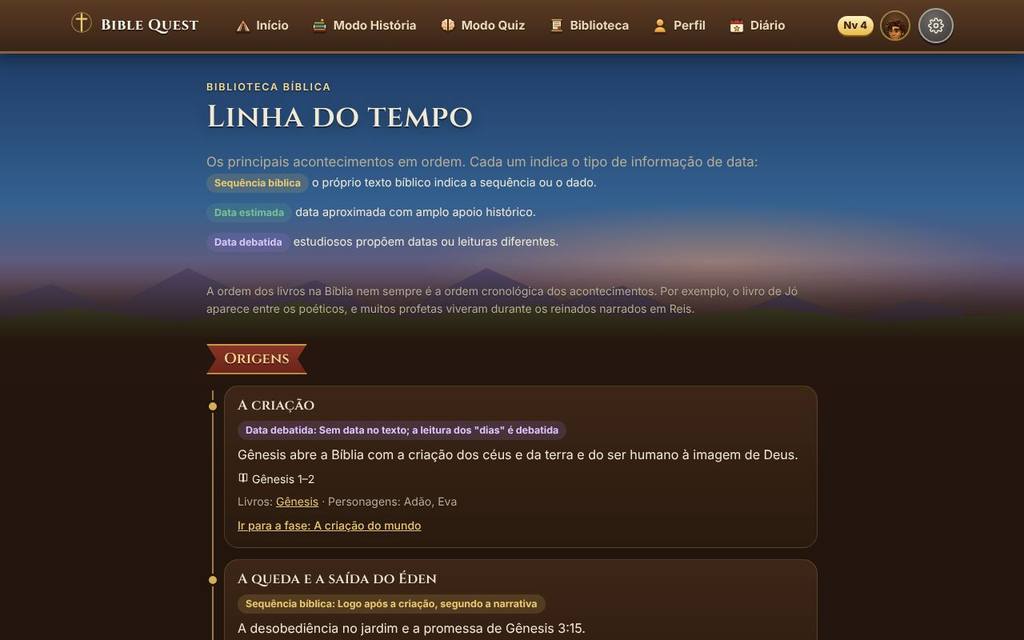 Bible Quest
Início
Modo História
Modo Quiz
Biblioteca
Perfil
Diário
Nv 4
BIBLIOTECA BÍBLICA
Linha do tempo
Os principais acontecimentos em ordem. Cada um indica o tipo de informação de data:
Sequência bíblica o próprio texto bíblico indica a sequência ou o dado.
Data estimada data aproximada com amplo apoio histórico.
Data debatida estudiosos propõem datas ou leituras diferentes.
A ordem dos livros na Bíblia nem sempre é a ordem cronológica dos acontecimentos. Por exemplo, o livro de Jó
aparece entre os poéticos, e muitos profetas viveram durante os reinados narrados em Reis.
Origens
A criação
Data debatida: Sem data no texto; a leitura dos "dias" é debatida
Gênesis abre a Bíblia com a criação dos céus e da terra e do ser humano à imagem de Deus.
Gênesis 1–2
Livros: Gênesis · Personagens: Adão, Eva
Ir para a fase: A criação do mundo
A queda e a saída do Éden
Sequência bíblica: Logo após a criação, segundo a narrativa
A desobediência no jardim e a promessa de Gênesis 3:15.